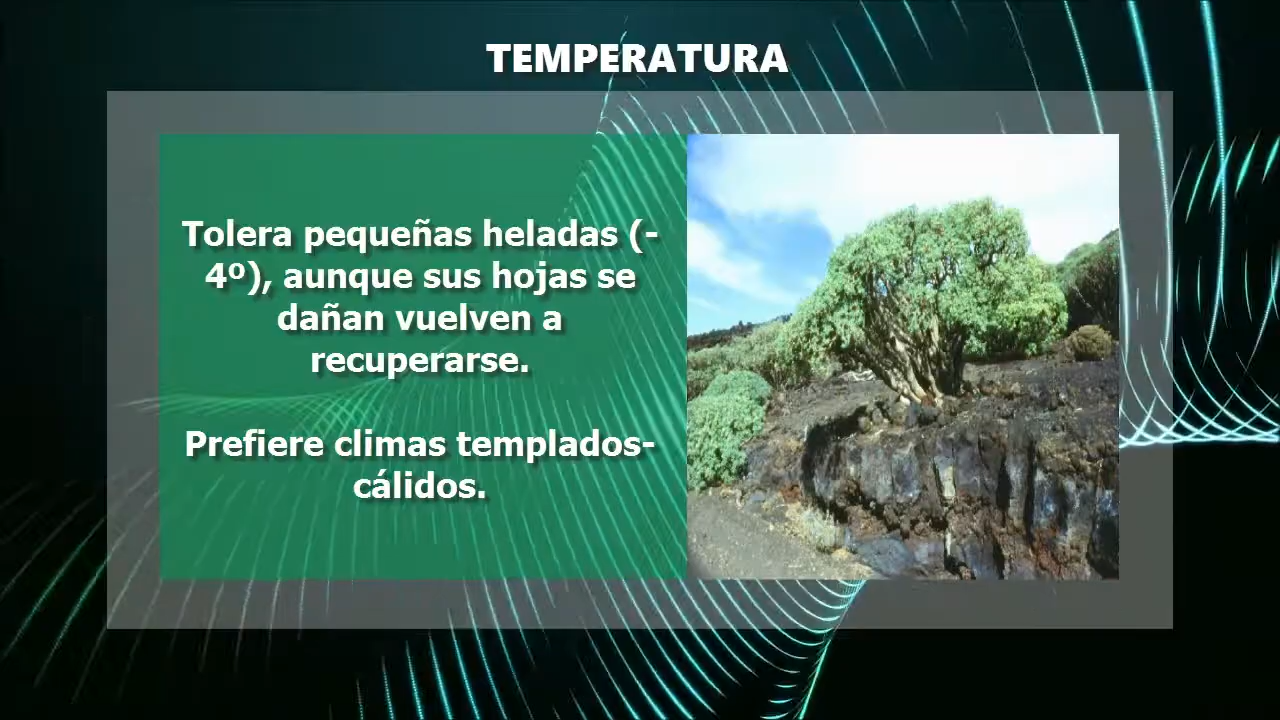 TEMPERATURA
Tolera pequeñas heladas (-
4º), aunque sus hojas se
dañan vuelven a
recuperarse.
Prefiere climas templados-
cálidos.